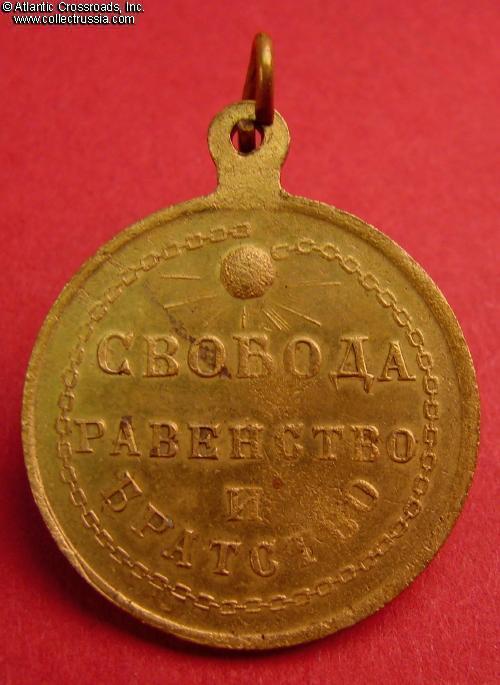 © Atlantic Crossroads, Inc.
www.collectrussia.com
СВОБОДА
РАВЕНСТВО
И
БРАТСТВО